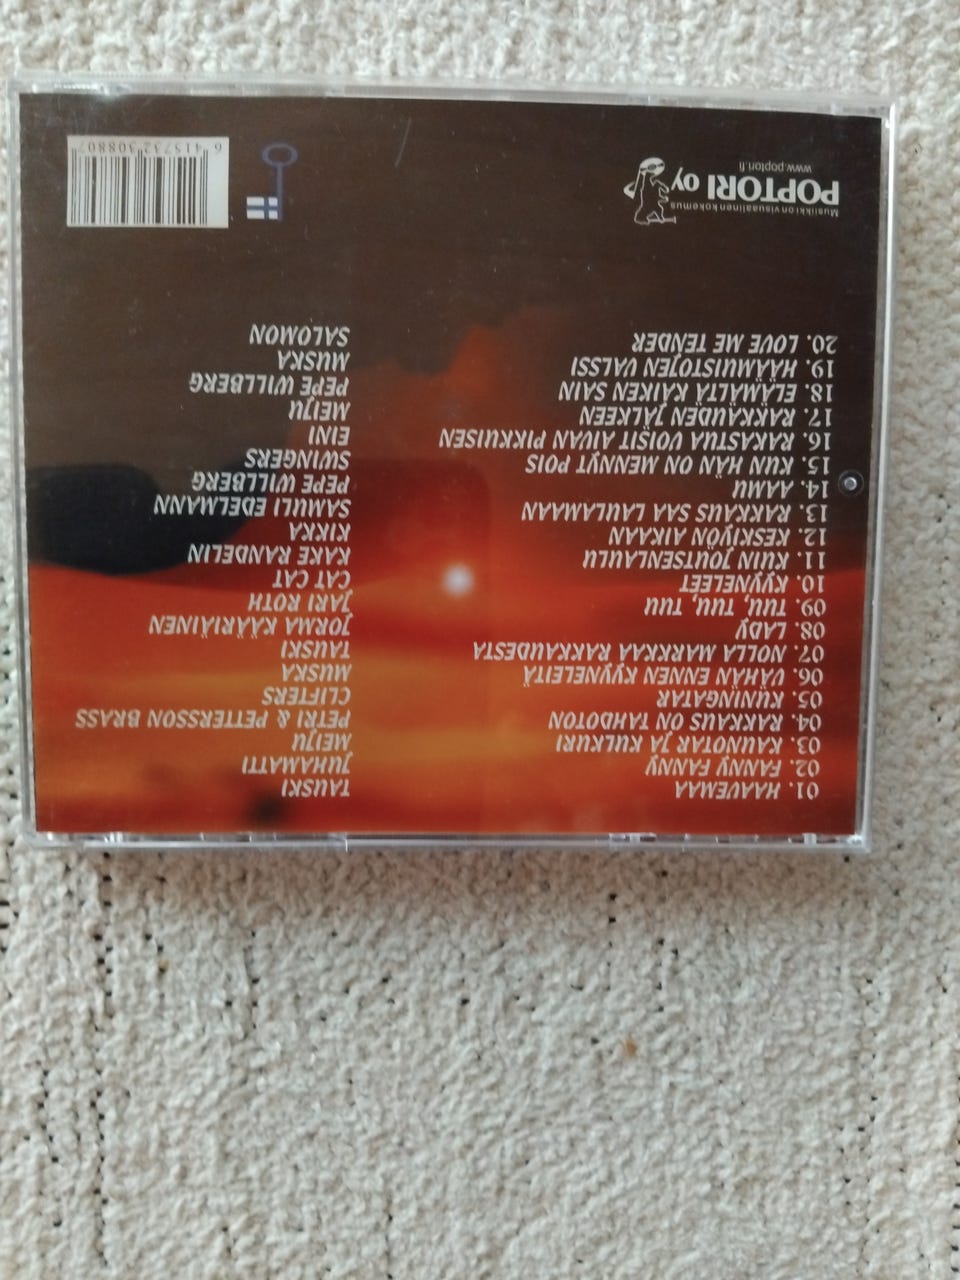 01. HAAVEMAA TAUSKI
02. FANNY FANNY JUHAMATTI
03. KAUNOTAR JA KULKURI MEIJU
04. RAKKAUS ON TAHDOTON PETRI & PETTERSSON BRASS
05. KUNINGATAR CLIFTERS
06. VÄHÄN ENNEN KYYNELEITÄ MUSKA
07. NOLLA MARKKAA RAKKAUDESTA TAUSKI
08. LADY JORMA KÄÄRIÄINEN
09. TUU, TUU, TUU JARI ROTH
10. KYYNELEET CAT CAT
11. KUIN JOUTSENLAULU KAKE RANDELIN
12. KESKIYÖN AIKAAN KIKKA
13. RAKKAUS SAA LAULAMAAN SAMULI EDELMANN
14. AAMU PEPE WILLBERG
15. KUN HÄN ON MENNYT POIS SWINGERS
16. RAKASTUA VOISIT AIVAN PIKKUISEN EINI
17. RAKKAUDEN JÄLKEEN MEIJU
18. ELÄMÄLTÄ KAIKEN SAIN PEPE WILLBERG
19. HÄÄMUISTOJEN VALSSI MUSKA
20. LOVE ME TENDER SALOMON
Musiikki on visuaalinen kokemus
POPTORI OY
www.poptori.fi
6 415732 308807